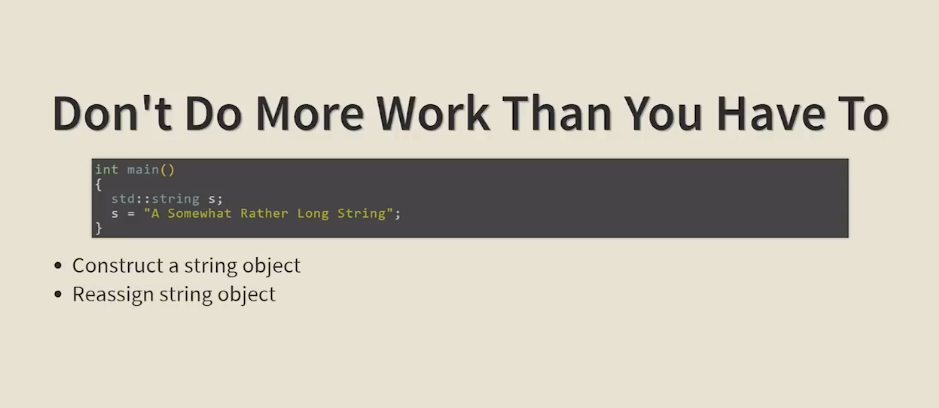 Don't Do More Work Than You Have To
int main()
{
  std::string s;
  s = "A Somewhat Rather Long String";
}
• Construct a string object
• Reassign string object